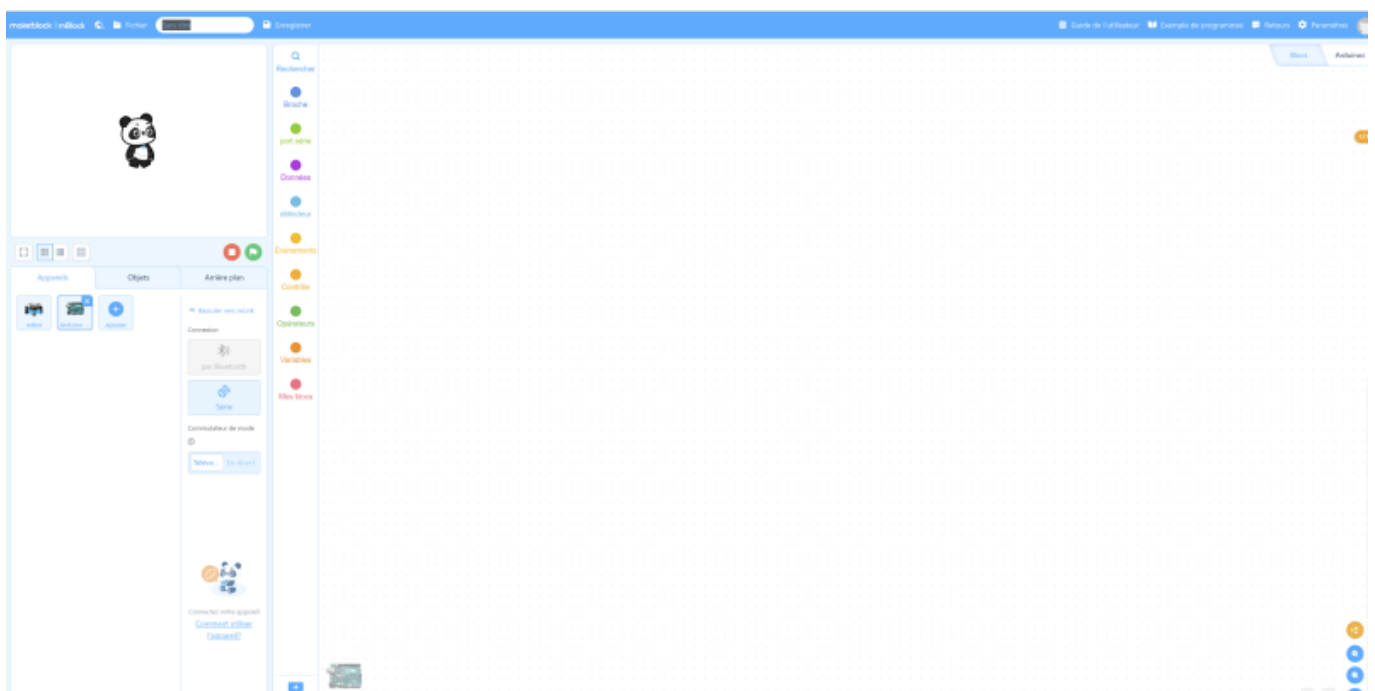 makeblock | mBlock Fichier Enregistrer Guide de l'utilisateur Exemple de programmes Retours Paramètres
Blocs Arduino C
Rechercher
Broche
port série
Données
détecteur
Événements
Contrôle
Opérateurs
Variables
Mes blocs
Appareils Objets Arrière plan
mBot Arduino ... Ajouter
Basculer vers mLink
Connexion
par Bluetooth
Série
Commutateur de mode
Téléve... En direct
Connectez votre appareil
Comment utiliser
l'appareil?